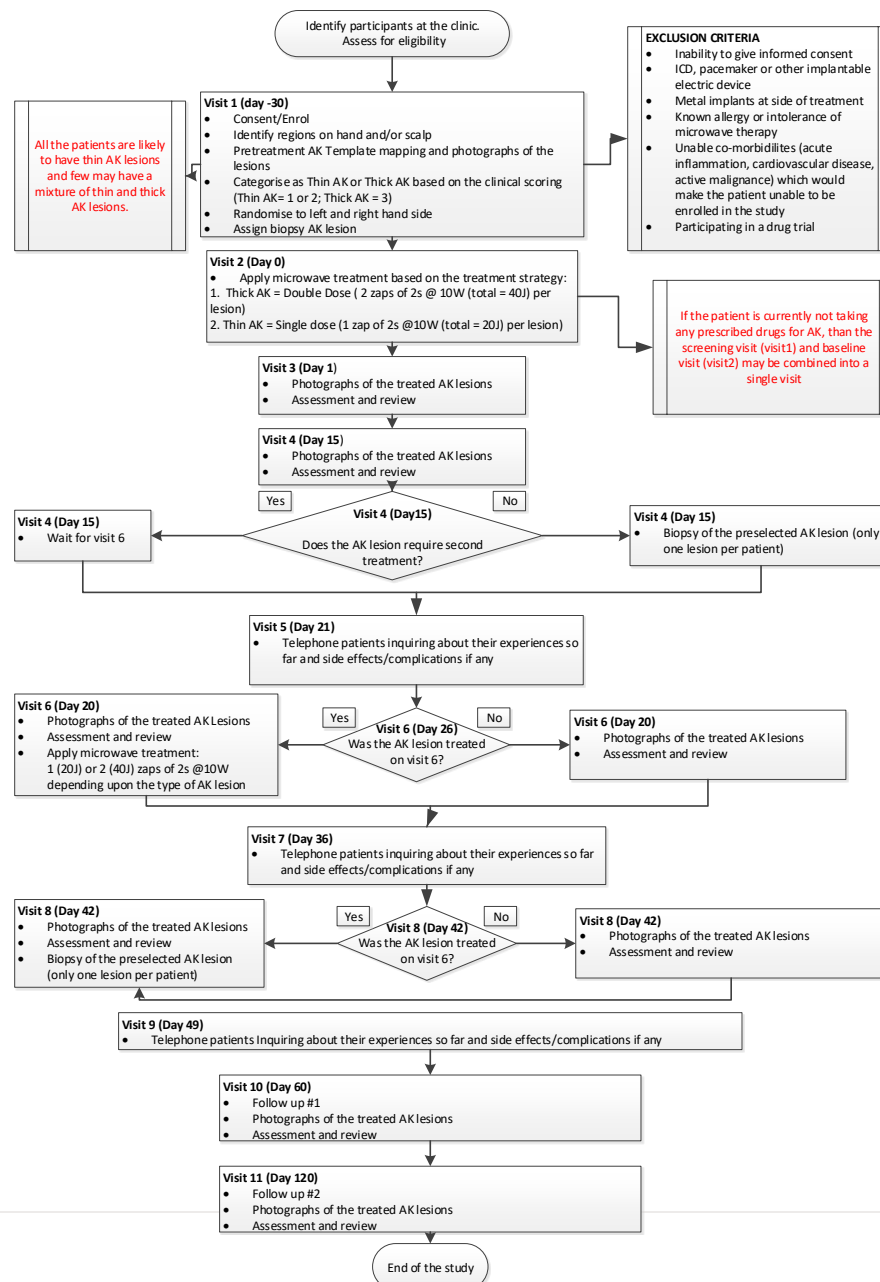 Identify participants at the clinic.
Assess for eligibility
EXCLUSION CRITERIA
• Inability to give informed consent
• ICD, pacemaker or other implantable
electric device
• Metal implants at side of treatment
• Known allergy or intolerance of
microwave therapy
• Unable co-morbidilites (acute
inflammation, cardiovascular disease,
active malignance) which would
make the patient unable to be
enrolled in the study
• Participating in a drug trial
Visit 1 (day -30)
• Consent/Enrol
• Identify regions on hand and/or scalp
• Pretreatment AK Template mapping and photographs of the
lesions
• Categorise as Thin AK or Thick AK based on the clinical scoring
(Thin AK= 1 or 2; Thick AK = 3)
• Randomise to left and right hand side
• Assign biopsy AK lesion
All the patients are likely
to have thin AK lesions
and few may have a
mixture of thin and thick
AK lesions.
Visit 2 (Day 0)
• Apply microwave treatment based on the treatment strategy:
1. Thick AK = Double Dose ( 2 zaps of 2s @ 10W (total = 40J) per
lesion)
2. Thin AK = Single dose (1 zap of 2s @10W (total = 20J) per lesion)
If the patient is currently not taking
any prescribed drugs for AK, than the
screening visit (visit1) and baseline
visit (visit2) may be combined into a
single visit
Visit 3 (Day 1)
• Photographs of the treated AK lesions
• Assessment and review
Visit 4 (Day 15)
• Photographs of the treated AK lesions
• Assessment and review
Yes
No
Visit 4 (Day15)
Does the AK lesion require second
treatment?
Visit 4 (Day 15)
• Wait for visit 6
Visit 4 (Day 15)
• Biopsy of the preselected AK lesion (only
one lesion per patient)
Visit 5 (Day 21)
• Telephone patients inquiring about their experiences so
far and side effects/complications if any
Visit 6 (Day 20)
• Photographs of the treated AK Lesions
• Assessment and review
• Apply microwave treatment:
1 (20J) or 2 (40J) zaps of 2s @10W
depending upon the type of AK lesion
Yes
No
Visit 6 (Day 26)
Was the AK lesion treated
on visit 6?
Visit 6 (Day 20)
• Photographs of the treated AK lesions
• Assessment and review
Visit 7 (Day 36)
• Telephone patients inquiring about their experiences so far
and side effects/complications if any
Visit 8 (Day 42)
• Photographs of the treated AK lesions
• Assessment and review
• Biopsy of the preselected AK lesion
(only one lesion per patient)
Yes
No
Visit 8 (Day 42)
Was the AK lesion treated
on visit 6?
Visit 8 (Day 42)
• Photographs of the treated AK lesions
• Assessment and review
Visit 9 (Day 49)
• Telephone patients Inquiring about their experiences so far and side effects/complications if any
Visit 10 (Day 60)
• Follow up #1
• Photographs of the treated AK lesions
• Assessment and review
Visit 11 (Day 120)
• Follow up #2
• Photographs of the treated AK lesions
• Assessment and review
End of the study